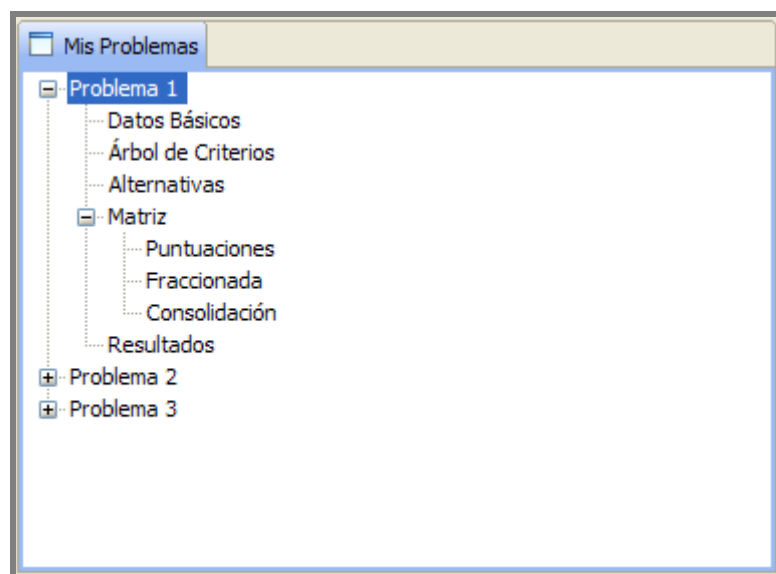 Mis Problemas
Problema 1
Datos Básicos
Árbol de Criterios
Alternativas
Matriz
Puntuaciones
Fraccionada
Consolidación
Resultados
Problema 2
Problema 3